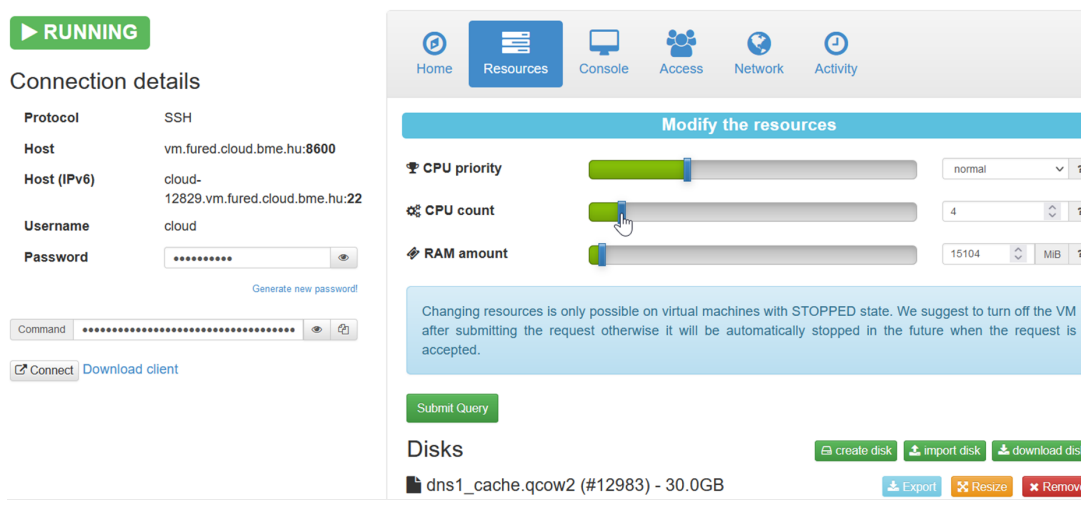 RUNNING
Connection details
Protocol SSH
Host vm.fured.cloud.bme.hu:8600
Host (IPv6) cloud-
12829.vm.fured.cloud.bme.hu:22
Username cloud
Password ••••••••••
Generate new password!
Command ••••••••••••••••••••••••••••••••••••
Connect Download client
Home Resources Console Access Network Activity
Modify the resources
CPU priority normal ?
CPU count 4 ?
RAM amount 15104 MiB ?
Changing resources is only possible on virtual machines with STOPPED state. We suggest to turn off the VM
after submitting the request otherwise it will be automatically stopped in the future when the request is
accepted.
Submit Query
Disks create disk import disk download dis
dns1_cache.qcow2 (#12983) - 30.0GB Export Resize Remove